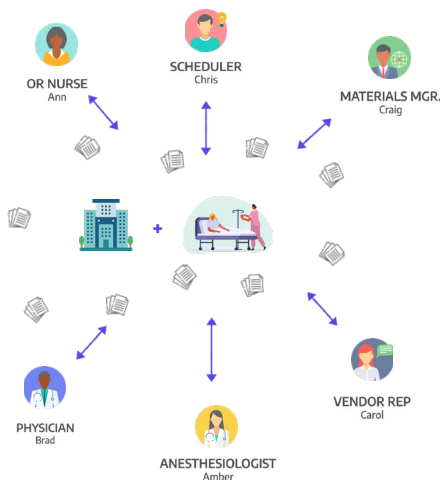 SCHEDULER
Chris
OR NURSE
Ann
MATERIALS MGR.
Craig
+
VENDOR REP
Carol
PHYSICIAN
Brad
ANESTHESIOLOGIST
Amber